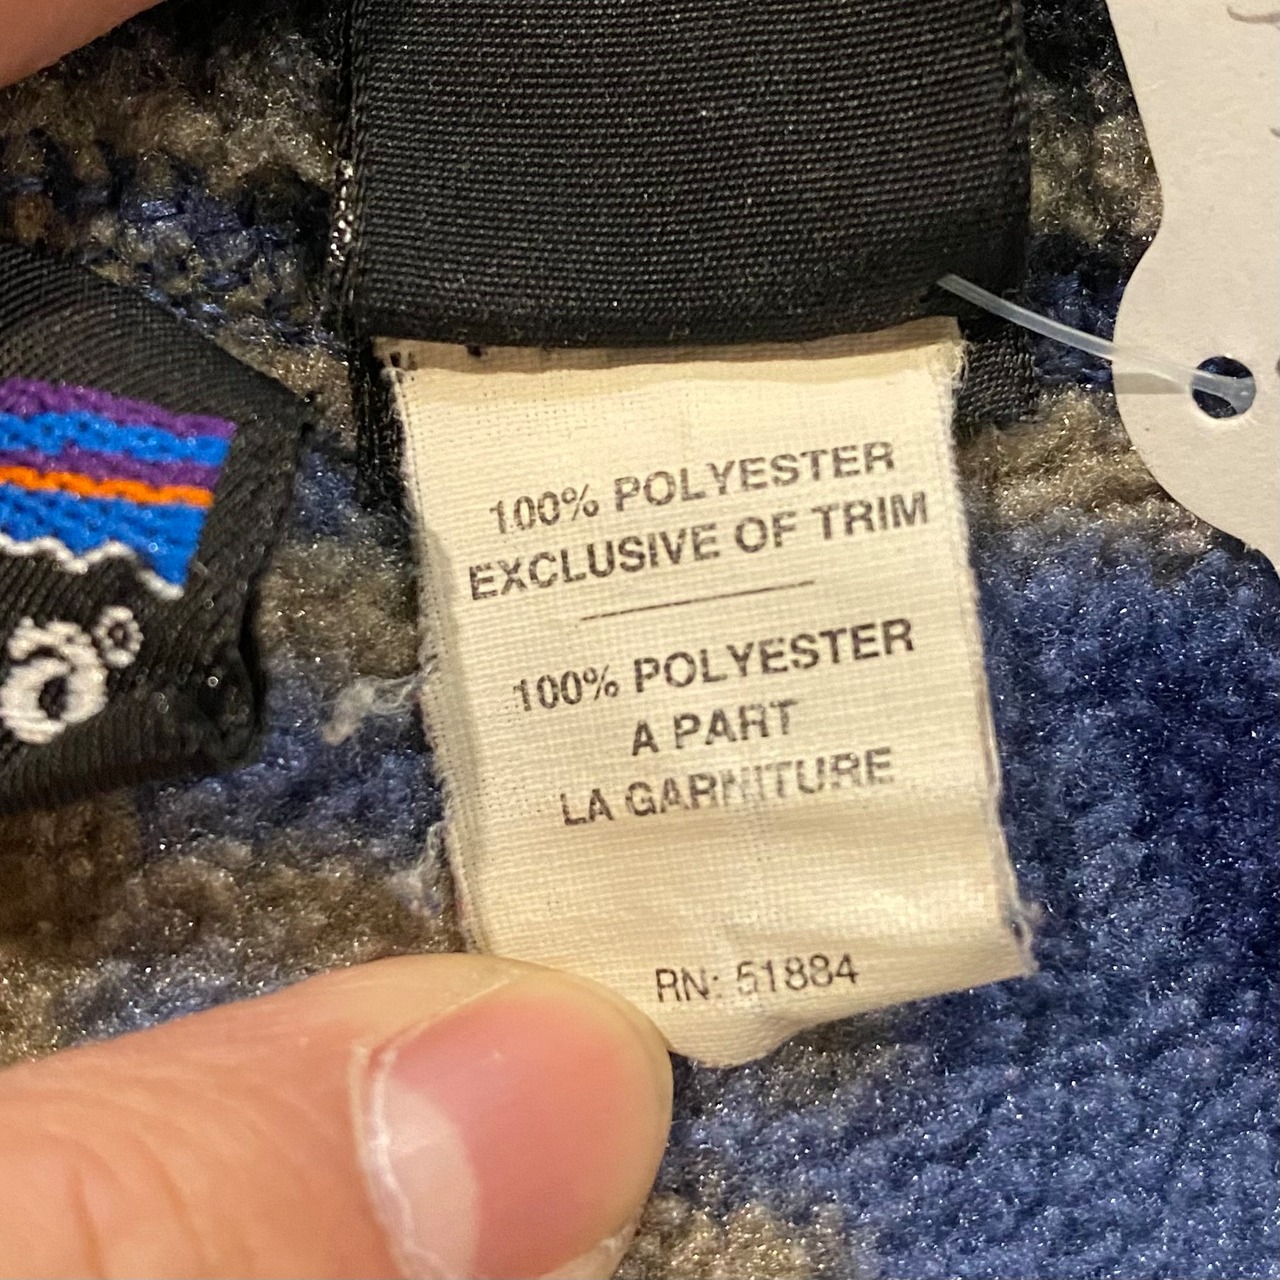 100% POLYESTER
EXCLUSIVE OF TRIM
100% POLYESTER
A PART
LA GARNITURE
RN: 51884